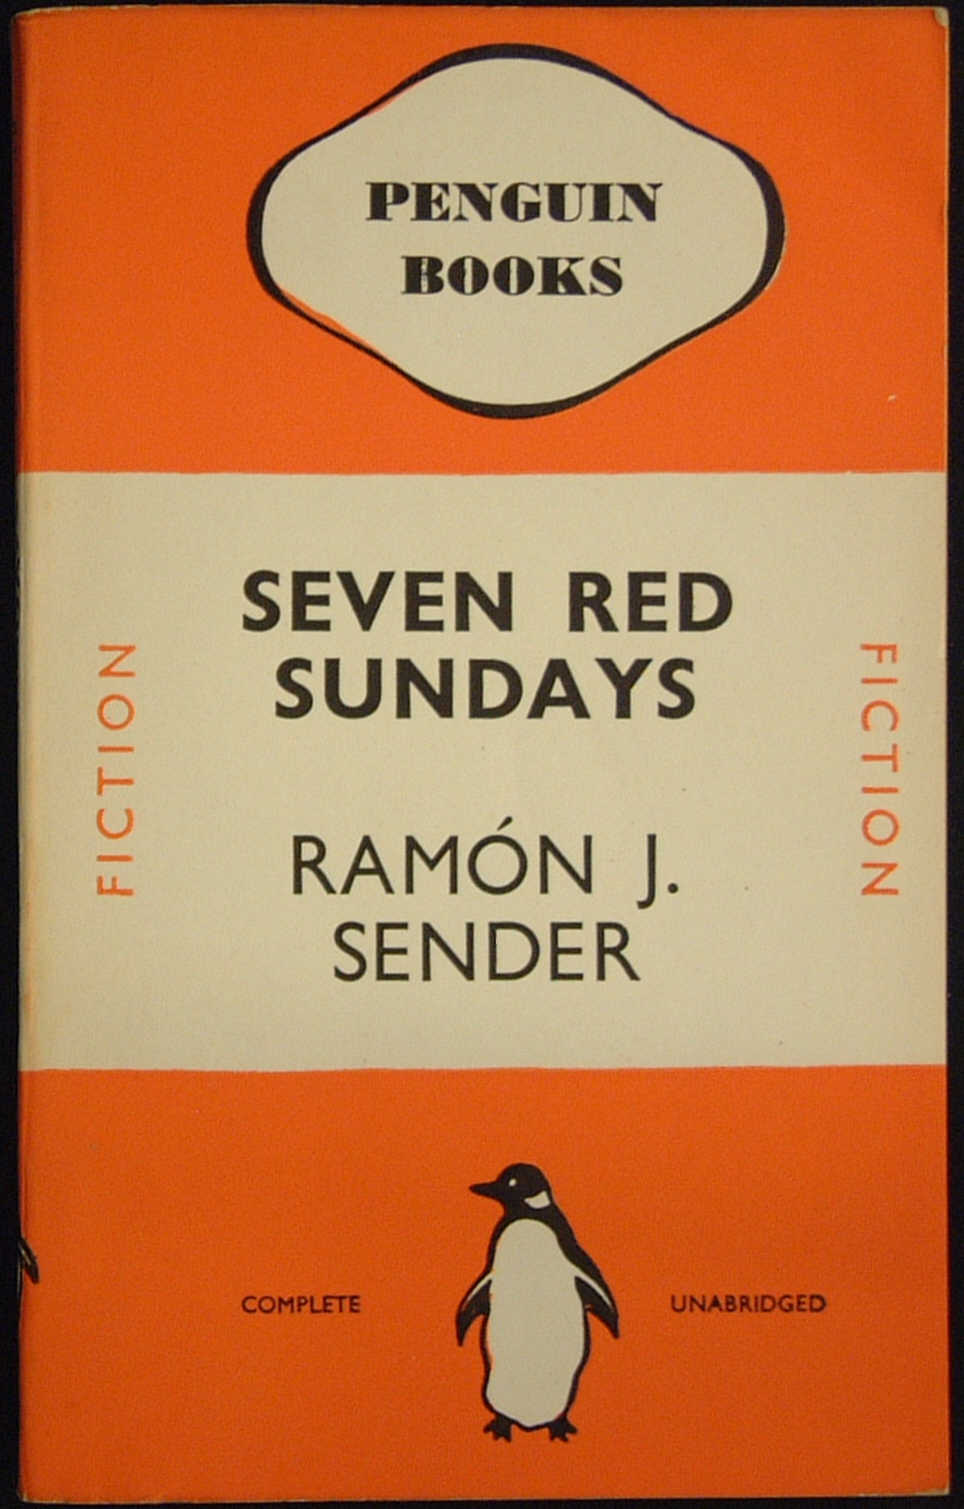 PENGUIN
BOOKS
SEVEN RED
SUNDAYS
FICTION
FICTION
RAMÓN J.
SENDER
COMPLETE
UNABRIDGED